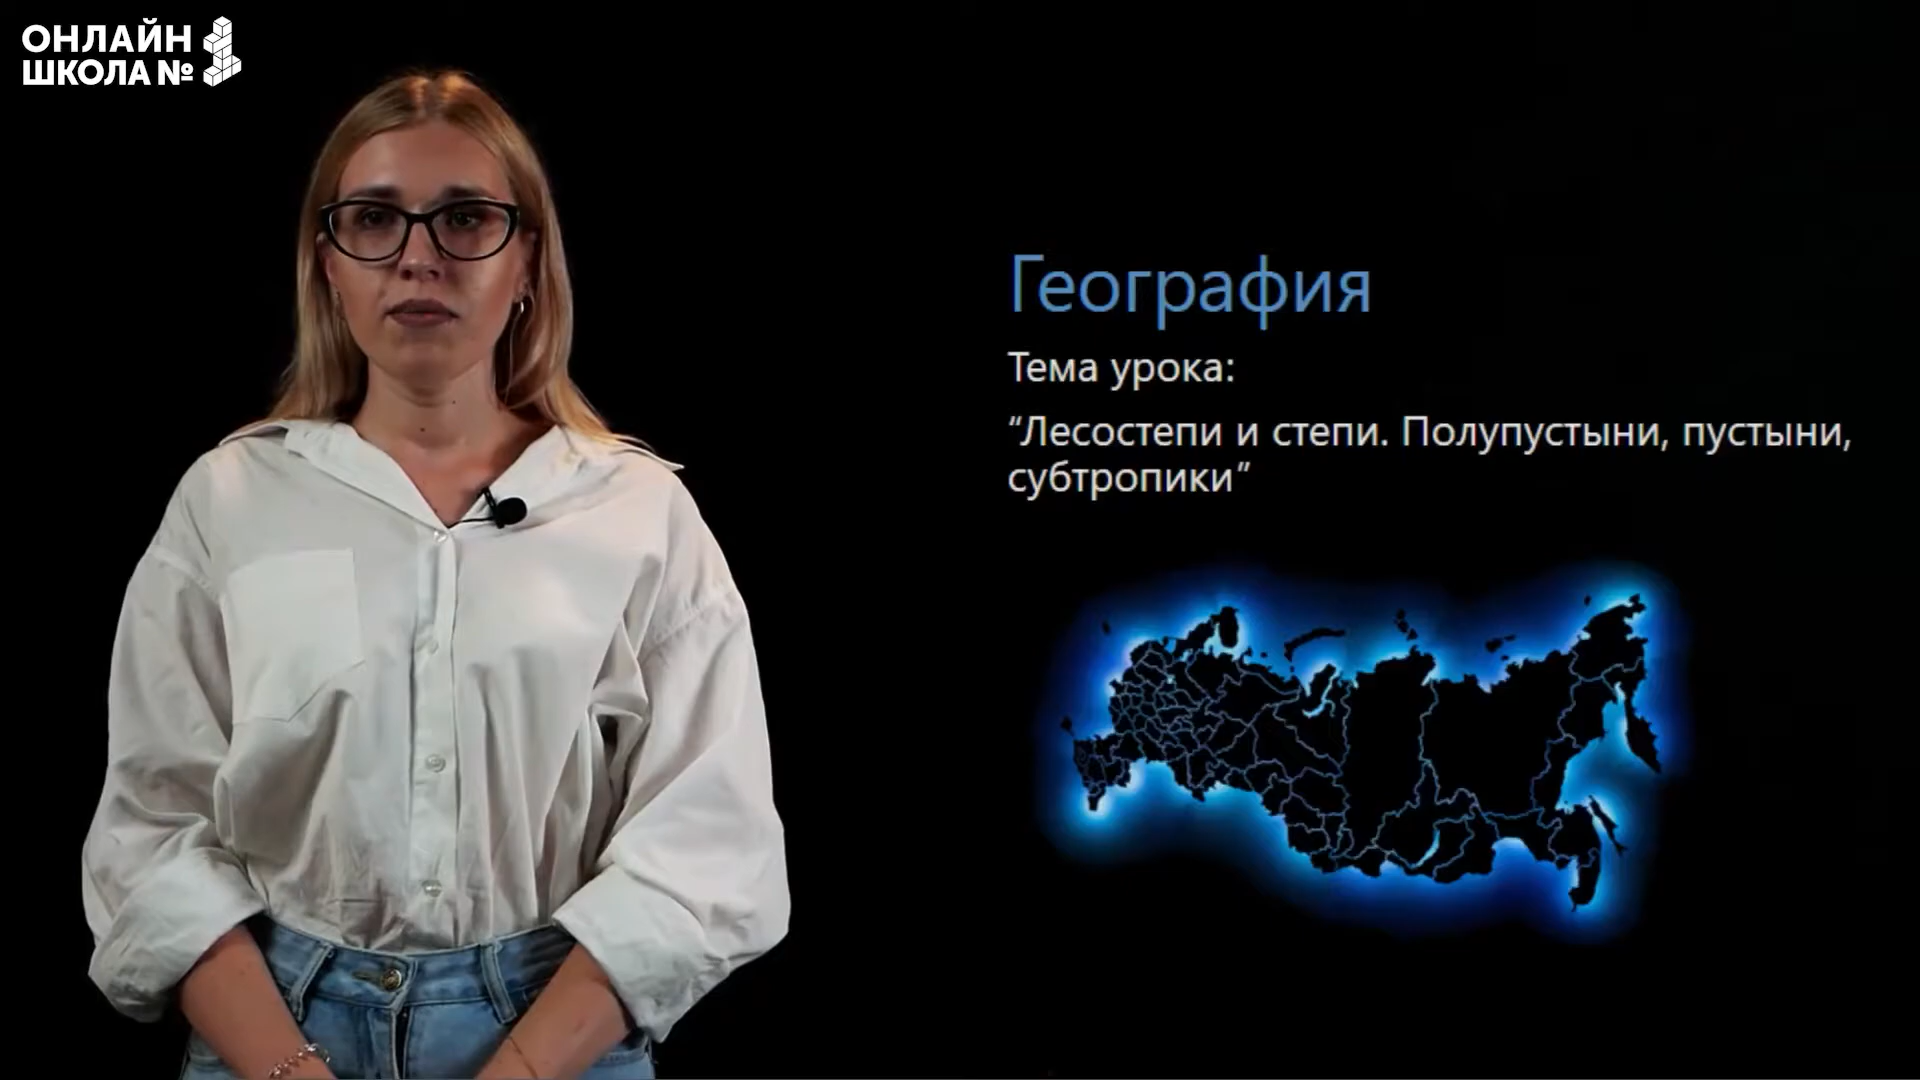 ОНЛАЙН
ШКОЛА №
География
Тема урока:
“Лесостепи и степи. Полупустыни, пустыни,
субтропики”